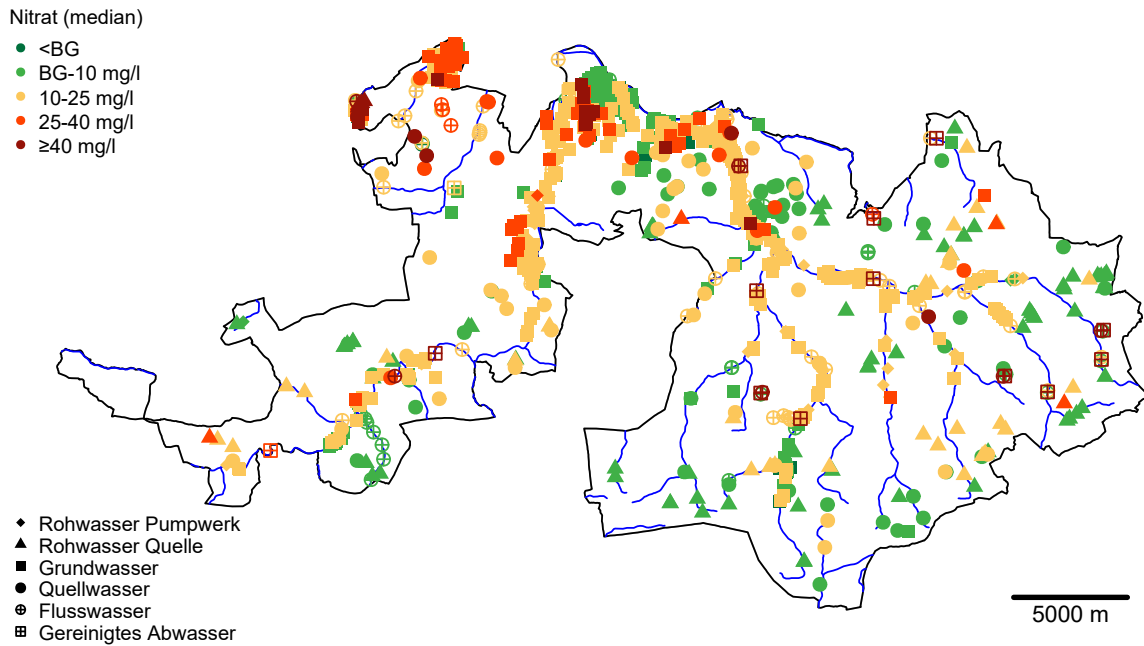 Nitrat (median)
<BG
BG-10 mg/l
10-25 mg/l
25-40 mg/l
≥40 mg/l
Rohwasser Pumpwerk
Rohwasser Quelle
Grundwasser
Quellwasser
Flusswasser
Gereinigtes Abwasser
5000 m